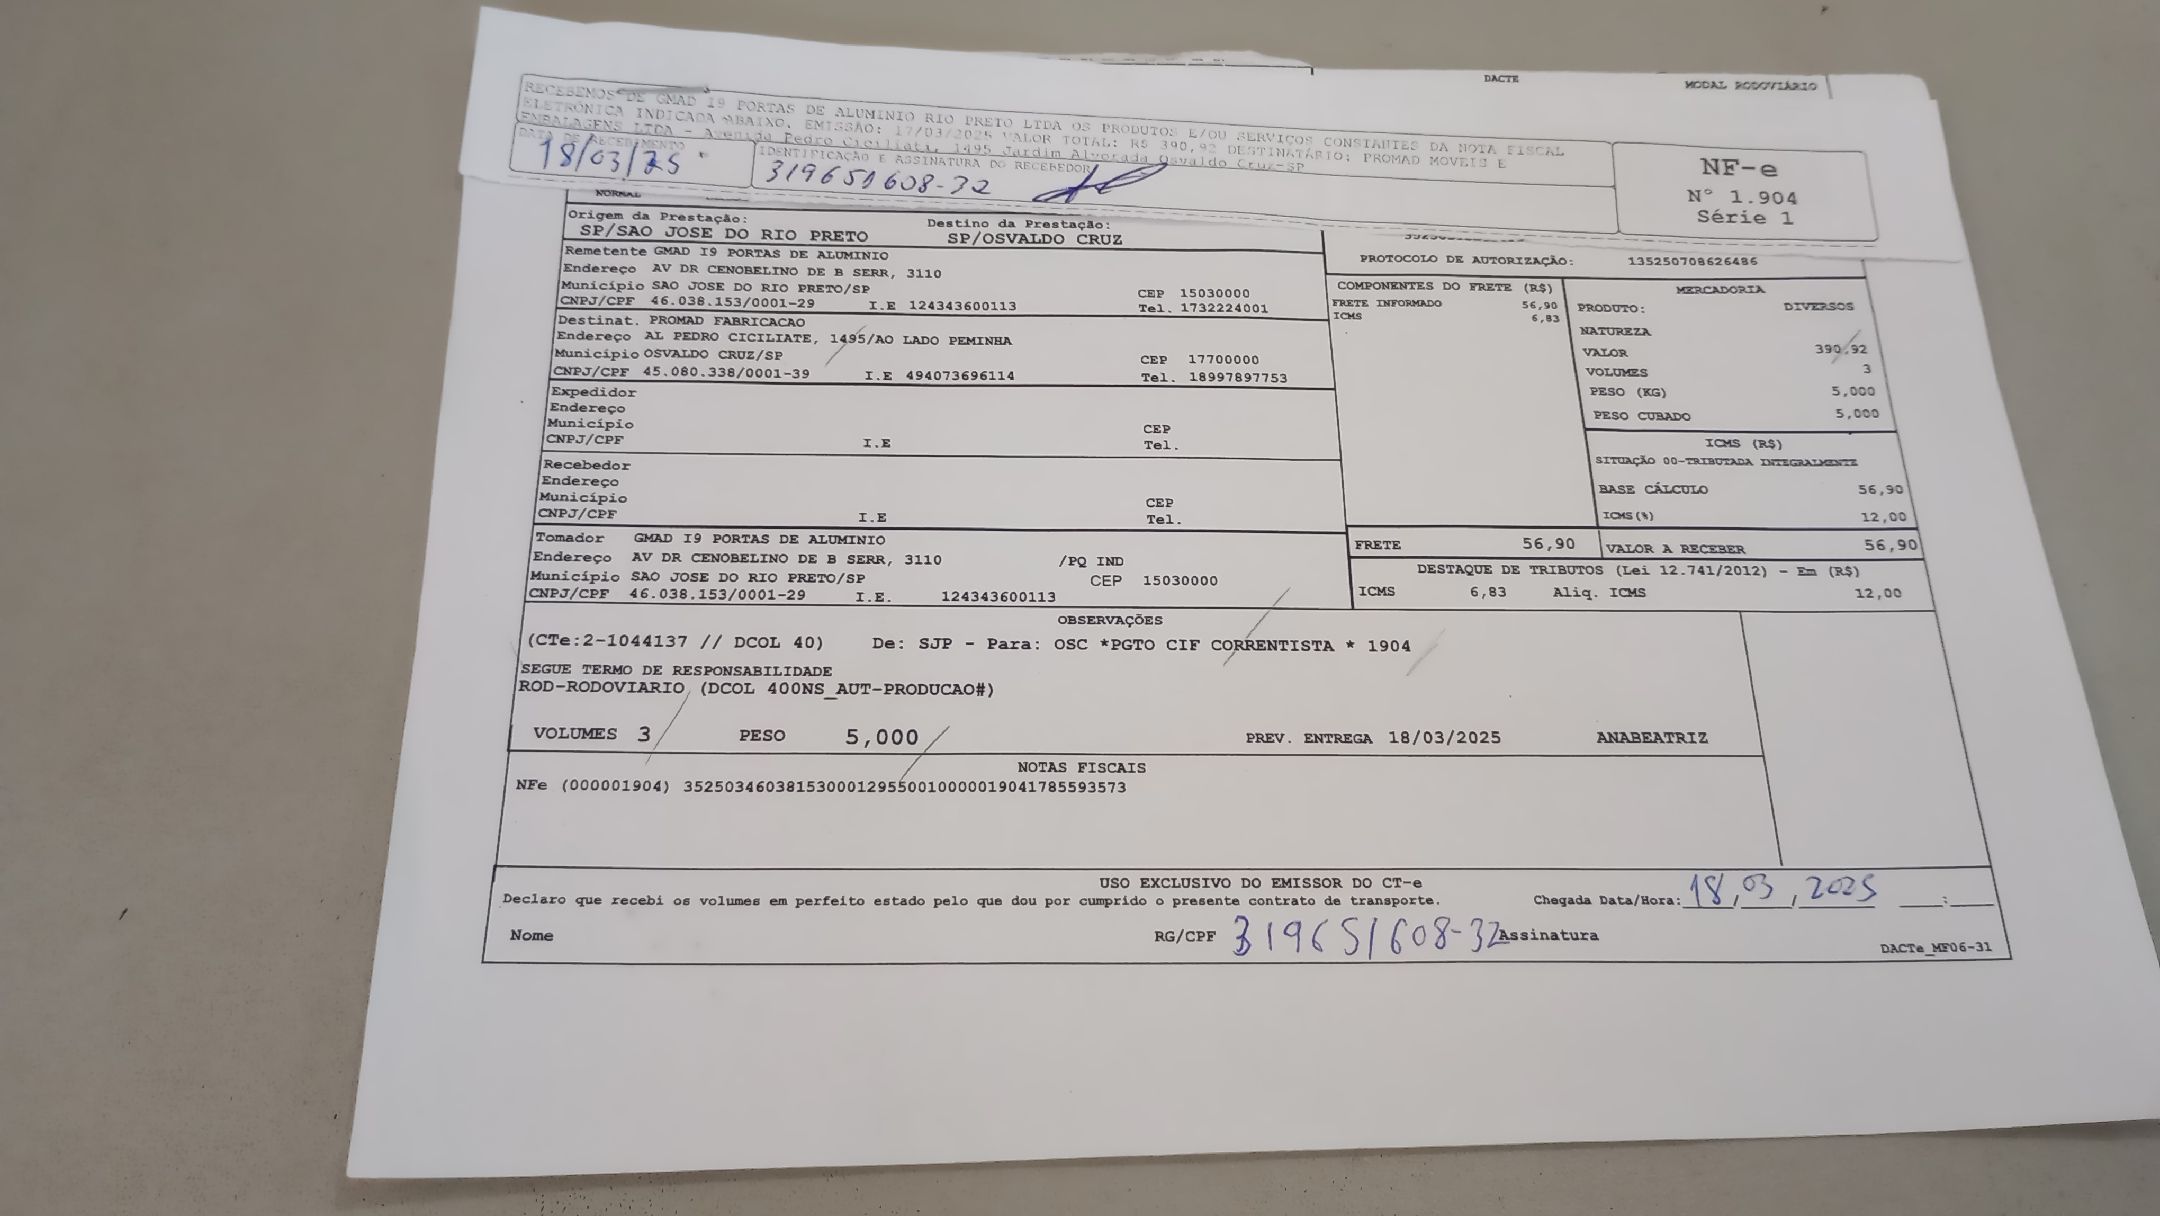 DACTE
MODAL RODOVIÁRIO
RECEBEMOS DE GMAD I9 PORTAS DE ALUMINIO RIO PRETO LTDA OS PRODUTOS E/OU SERVIÇOS CONSTANTES DA NOTA FISCAL
ELETRÔNICA INDICADA ABAIXO. EMISSÃO: 17/03/2025 VALOR TOTAL: R$ 390,92 DESTINATÁRIO: PROMAD MOVEIS E
EMBALAGENS LTDA - Avenida Pedro Ciciliati, 1495 Jardim Alvorada Osvaldo Cruz-SP
DATA DE RECEBIMENTO
18/03/25
IDENTIFICAÇÃO E ASSINATURA DO RECEBEDOR
319651608-32
NF-e
N° 1.904
Série 1
NORMAL
Origem da Prestação:
SP/SAO JOSE DO RIO PRETO
Destino da Prestação:
SP/OSVALDO CRUZ
Remetente GMAD I9 PORTAS DE ALUMINIO
Endereço AV DR CENOBELINO DE B SERR, 3110
Município SAO JOSE DO RIO PRETO/SP CEP 15030000
CNPJ/CPF 46.038.153/0001-29 I.E 124343600113 Tel. 1732224001
Destinat. PROMAD FABRICACAO
Endereço AL PEDRO CICILIATE, 1495/AO LADO PEMINHA
Município OSVALDO CRUZ/SP CEP 17700000
CNPJ/CPF 45.080.338/0001-39 I.E 494073696114 Tel. 18997897753
Expedidor
Endereço
Município CEP
CNPJ/CPF I.E Tel.
Recebedor
Endereço
Município CEP
CNPJ/CPF I.E Tel.
Tomador GMAD I9 PORTAS DE ALUMINIO
Endereço AV DR CENOBELINO DE B SERR, 3110 /PQ IND
Município SAO JOSE DO RIO PRETO/SP CEP 15030000
CNPJ/CPF 46.038.153/0001-29 I.E. 124343600113
PROTOCOLO DE AUTORIZAÇÃO: 135250708626486
COMPONENTES DO FRETE (R$)
FRETE INFORMADO 56,90
ICMS 6,83
MERCADORIA
PRODUTO: DIVERSOS
NATUREZA
VALOR 390,92
VOLUMES 3
PESO (KG) 5,000
PESO CUBADO 5,000
ICMS (R$)
SITUAÇÃO 00-TRIBUTADA INTEGRALMENTE
BASE CÁLCULO 56,90
ICMS(%) 12,00
FRETE 56,90 VALOR A RECEBER 56,90
DESTAQUE DE TRIBUTOS (Lei 12.741/2012) - Em (R$)
ICMS 6,83 Aliq. ICMS 12,00
OBSERVAÇÕES
(CTe:2-1044137 // DCOL 40) De: SJP - Para: OSC *PGTO CIF CORRENTISTA * 1904
SEGUE TERMO DE RESPONSABILIDADE
ROD-RODOVIARIO (DCOL 400NS_AUT-PRODUCAO#)
VOLUMES 3 PESO 5,000 PREV. ENTREGA 18/03/2025 ANABEATRIZ
NOTAS FISCAIS
NFe (000001904) 35250346038153000129550010000019041785593573
USO EXCLUSIVO DO EMISSOR DO CT-e
Declaro que recebi os volumes em perfeito estado pelo que dou por cumprido o presente contrato de transporte. Chegada Data/Hora: 18,03,2025 :
Nome RG/CPF 319651608-32 Assinatura
DACTe_MF06-31